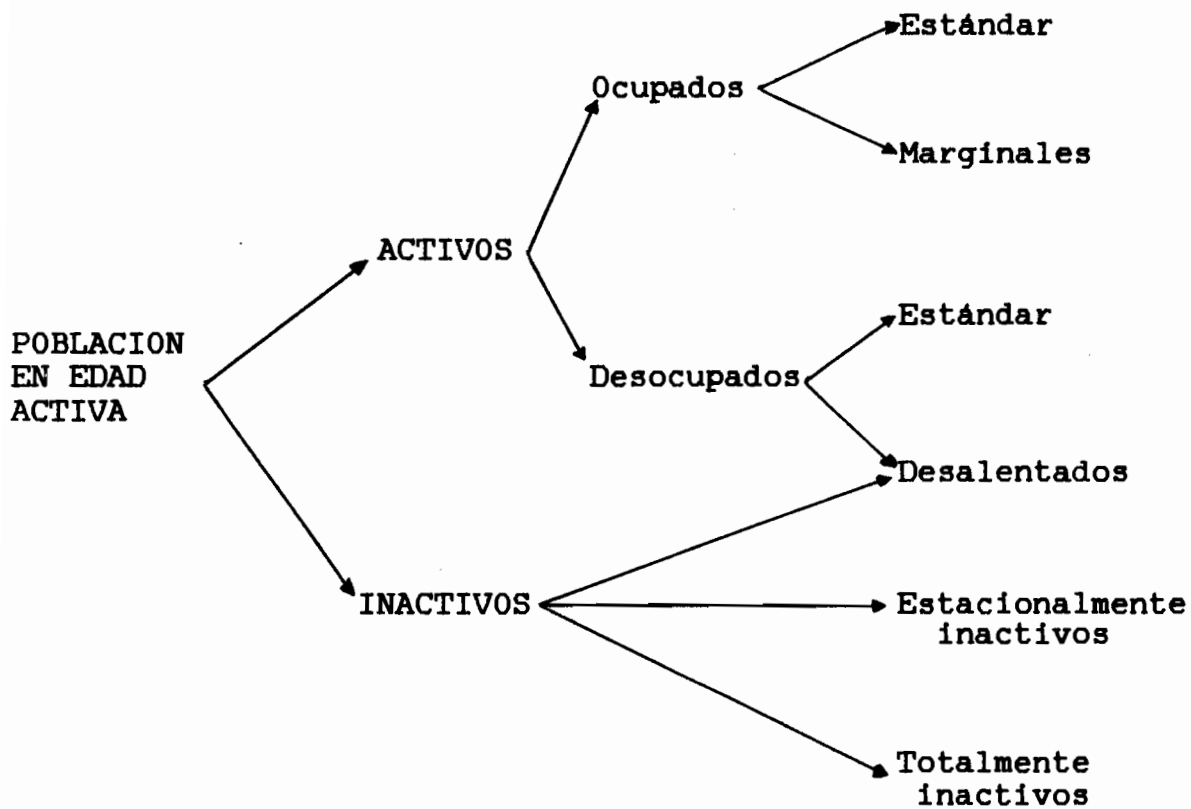 Estándar
Ocupados
Marginales
ACTIVOS
Estándar
POBLACION
EN EDAD
ACTIVA
Desocupados
Desalentados
INACTIVOS
Estacionalmente
inactivos
Totalmente
inactivos